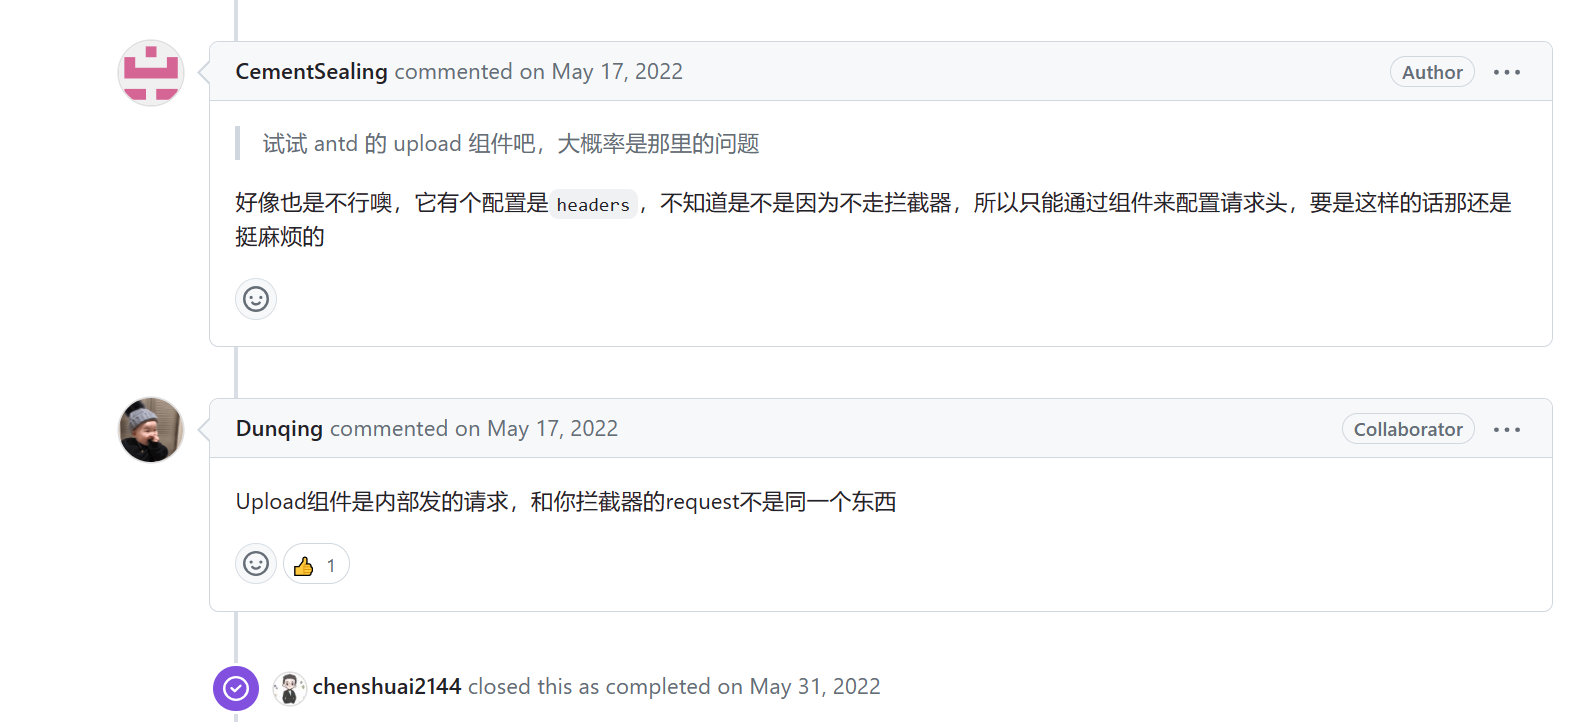 CementSealing commented on May 17, 2022
Author
试试 antd 的 upload 组件吧，大概率是那里的问题
好像也是不行噢，它有个配置是 headers ，不知道是不是因为不走拦截器，所以只能通过组件来配置请求头，要是这样的话那还是
挺麻烦的
Dunqing commented on May 17, 2022
Collaborator
Upload组件是内部发的请求，和你拦截器的request不是同一个东西
👍 1
chenshuai2144 closed this as completed on May 31, 2022